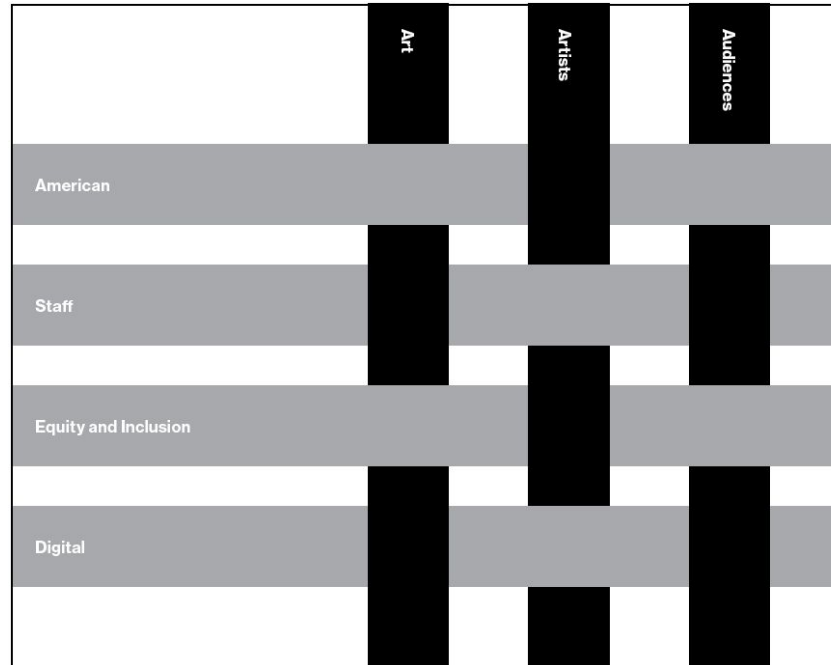 Art
Artists
Audiences
American
Staff
Equity and Inclusion
Digital